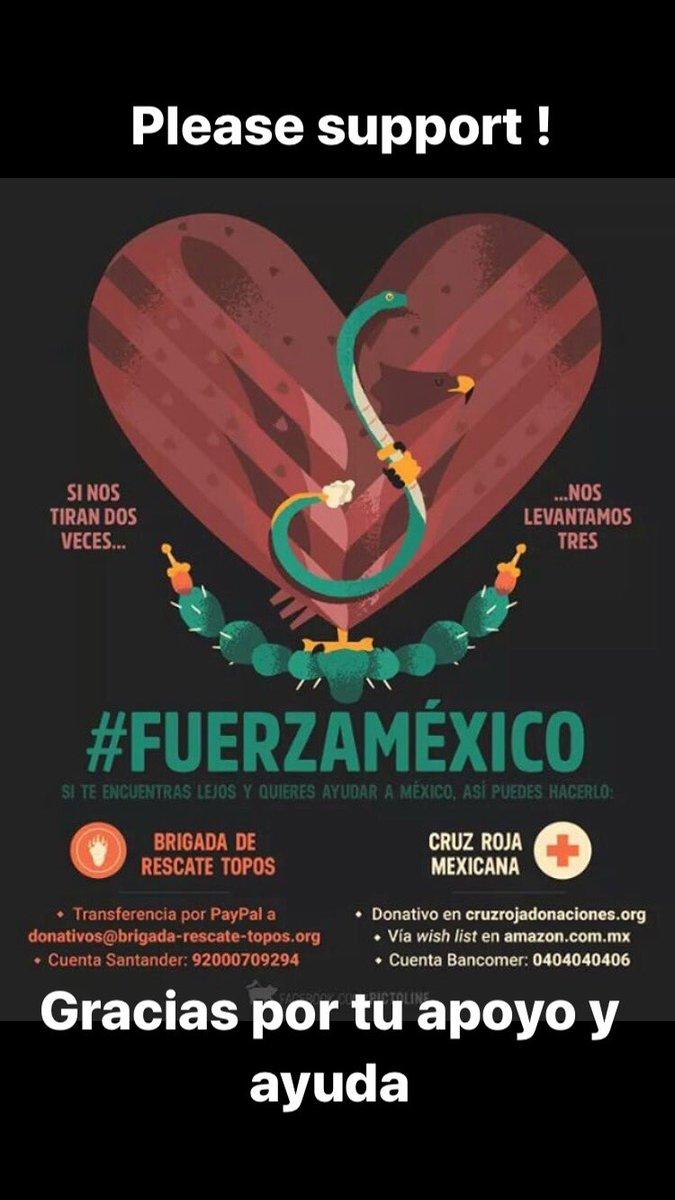 Please support !
SI NOS
TIRAN DOS
VECES...
...NOS
LEVANTAMOS
TRES
#FUERZAMÉXICO
SI TE ENCUENTRAS LEJOS Y QUIERES AYUDAR A MÉXICO, ASÍ PUEDES HACERLO:
BRIGADA DE
RESCATE TOPOS
• Transferencia por PayPal a
donativos@brigada-rescate-topos.org
• Cuenta Santander: 92000709294
CRUZ ROJA
MEXICANA
• Donativo en cruzrojadonaciones.org
• Vía wish list en amazon.com.mx
• Cuenta Bancomer: 0404040406
FACEBOOK.COM/PICTOLINE
Gracias por tu apoyo y
ayuda